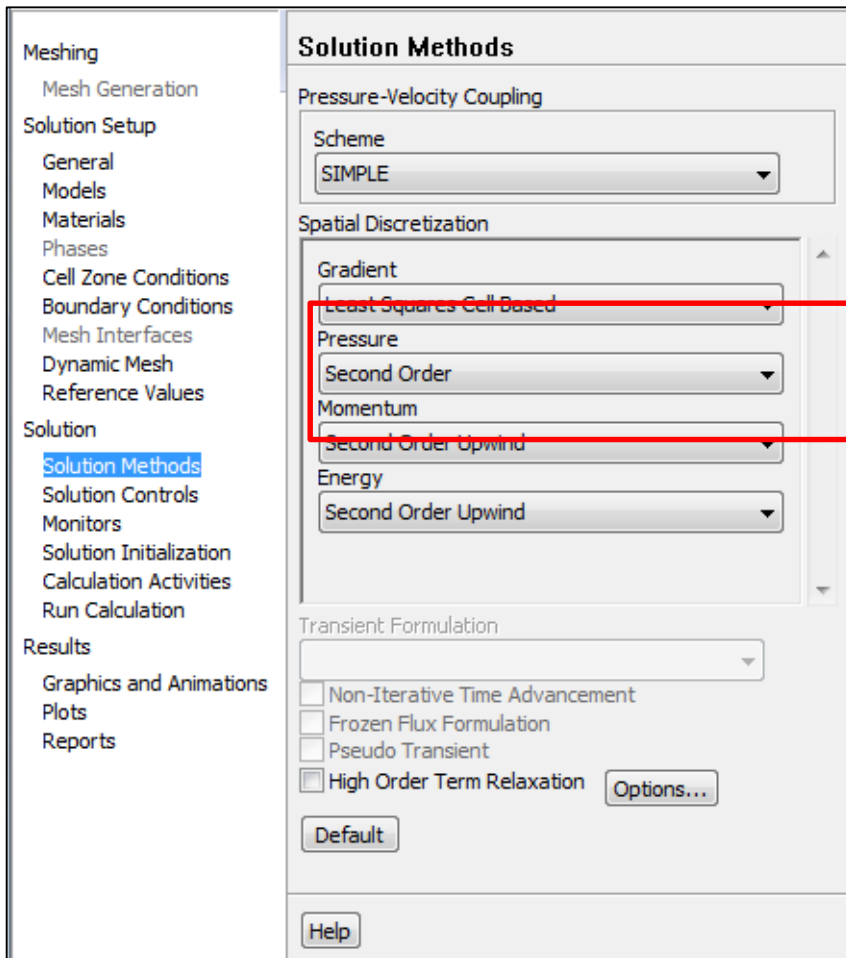 Meshing
Mesh Generation
Solution Setup
General
Models
Materials
Phases
Cell Zone Conditions
Boundary Conditions
Mesh Interfaces
Dynamic Mesh
Reference Values
Solution
Solution Methods
Solution Controls
Monitors
Solution Initialization
Calculation Activities
Run Calculation
Results
Graphics and Animations
Plots
Reports
Solution Methods
Pressure-Velocity Coupling
Scheme
SIMPLE
Spatial Discretization
Gradient
Least Squares Cell Based
Pressure
Second Order
Momentum
Second Order Upwind
Energy
Second Order Upwind
Transient Formulation
Non-Iterative Time Advancement
Frozen Flux Formulation
Pseudo Transient
High Order Term Relaxation
Options...
Default
Help